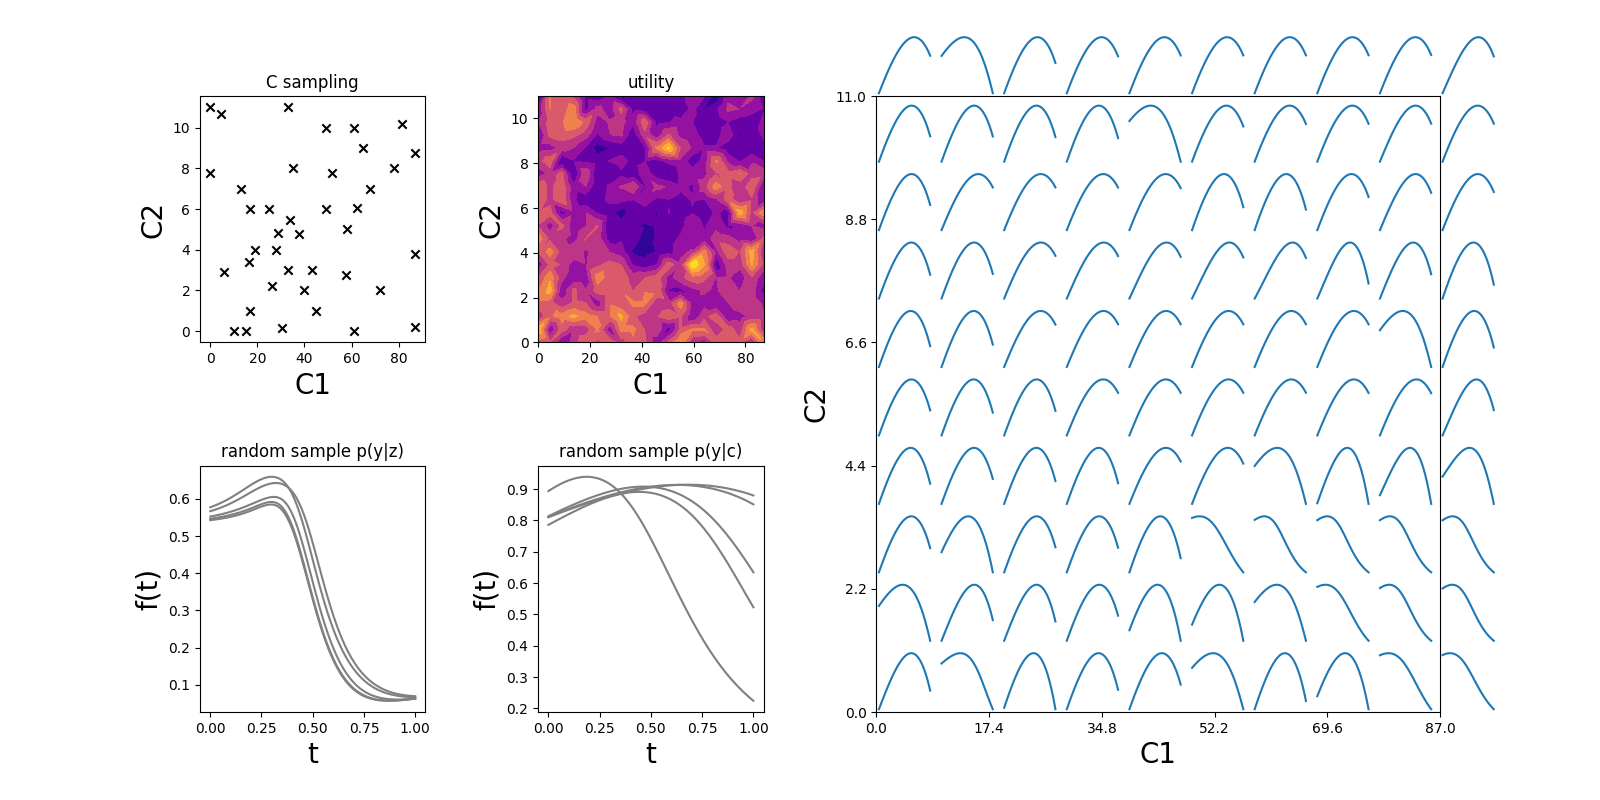 C sampling
C2
10
8
6
4
2
0
0 20 40 60 80
C1
utility
C2
10
8
6
4
2
0
0 20 40 60 80
C1
random sample p(y|z)
f(t)
0.6
0.5
0.4
0.3
0.2
0.1
0.00 0.25 0.50 0.75 1.00
t
random sample p(y|c)
f(t)
0.9
0.8
0.7
0.6
0.5
0.4
0.3
0.2
0.00 0.25 0.50 0.75 1.00
t
C2
11.0
8.8
6.6
4.4
2.2
0.0
0.0 17.4 34.8 52.2 69.6 87.0
C1